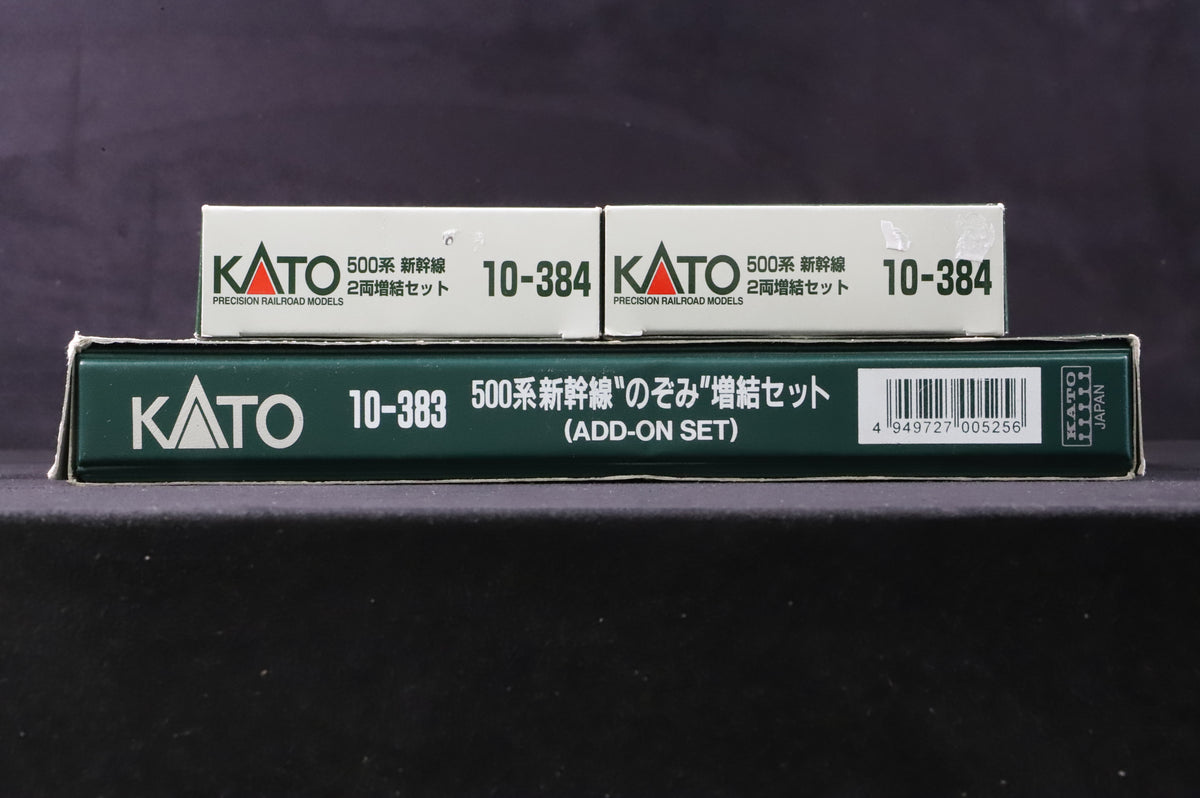 KATO
PRECISION RAILROAD MODELS
500系 新幹線
2両増結セット
10-384
KATO
PRECISION RAILROAD MODELS
500系 新幹線
2両増結セット
10-384
KATO
10-383
500系新幹線"のぞみ"増結セット
(ADD-ON SET)
4 949727 005256
KATO
JAPAN